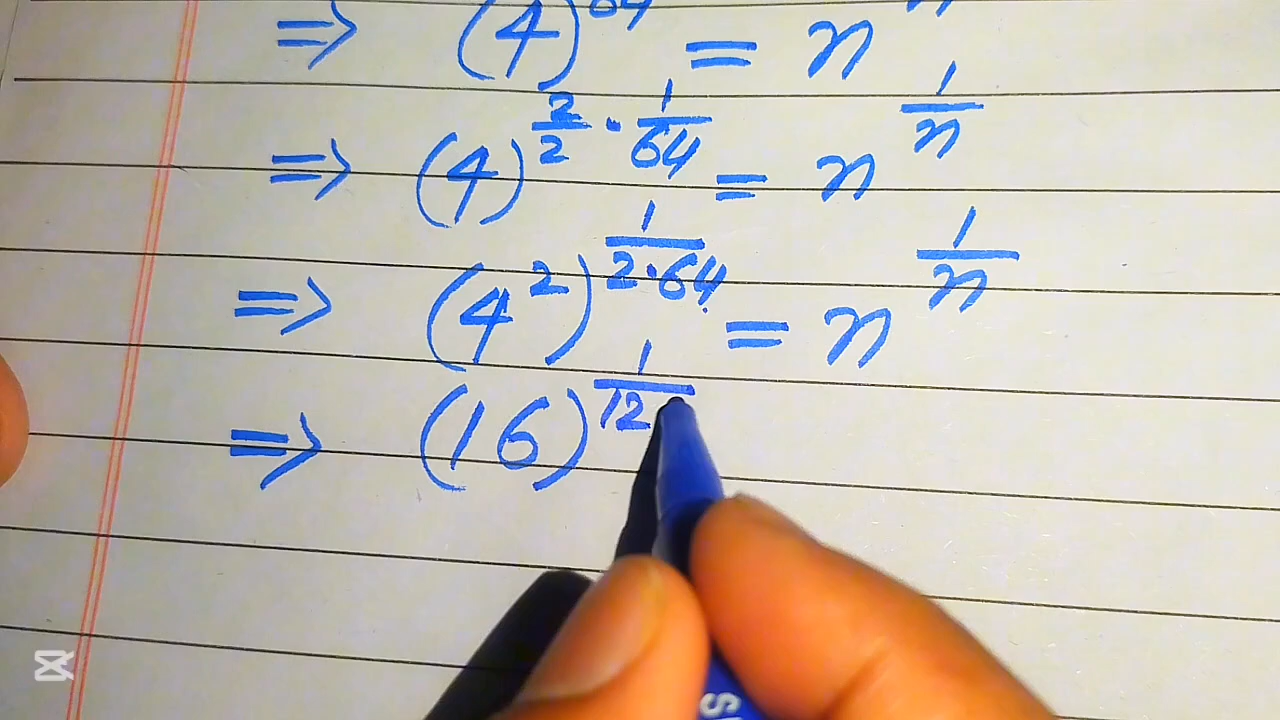 ⇒ (4)^64 = n
⇒ (4)^(2/2 · 1/64) = n^(1/n)
⇒ (4^2)^(1/(2·64)) = n^(1/n)
⇒ (16)^(1/12